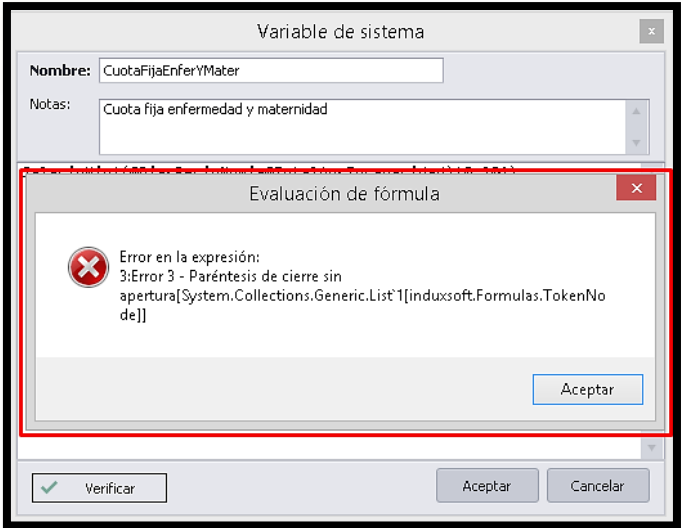 Variable de sistema
x
Nombre: CuotaFijaEnferYMater
Notas: Cuota fija enfermedad y maternidad
Evaluación de fórmula
x
Error en la expresión:
3:Error 3 - Paréntesis de cierre sin
apertura[System.Collections.Generic.List`1[induxsoft.Formulas.TokenNo
de]]
Aceptar
Verificar
Aceptar
Cancelar